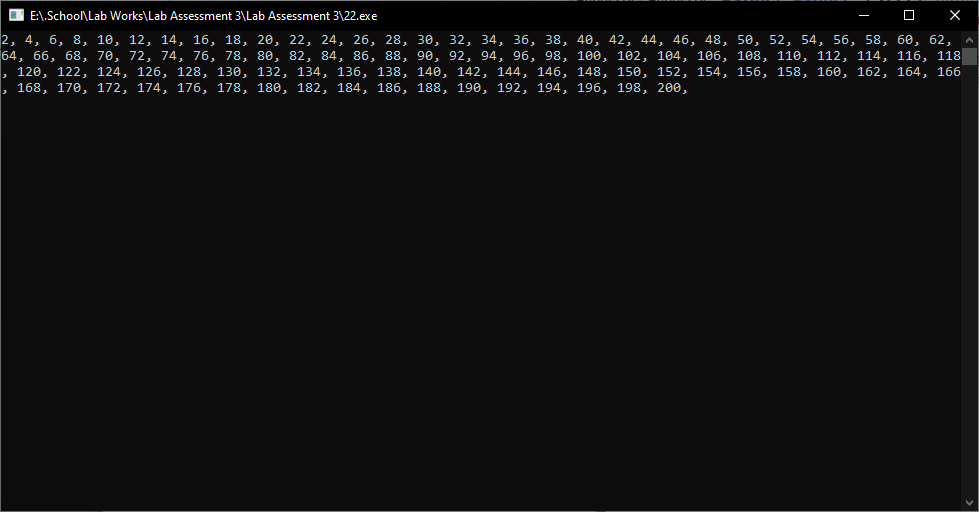 E:\.School\Lab Works\Lab Assessment 3\Lab Assessment 3\22.exe
2, 4, 6, 8, 10, 12, 14, 16, 18, 20, 22, 24, 26, 28, 30, 32, 34, 36, 38, 40, 42, 44, 46, 48, 50, 52, 54, 56, 58, 60, 62,
64, 66, 68, 70, 72, 74, 76, 78, 80, 82, 84, 86, 88, 90, 92, 94, 96, 98, 100, 102, 104, 106, 108, 110, 112, 114, 116, 118
, 120, 122, 124, 126, 128, 130, 132, 134, 136, 138, 140, 142, 144, 146, 148, 150, 152, 154, 156, 158, 160, 162, 164, 166
, 168, 170, 172, 174, 176, 178, 180, 182, 184, 186, 188, 190, 192, 194, 196, 198, 200,